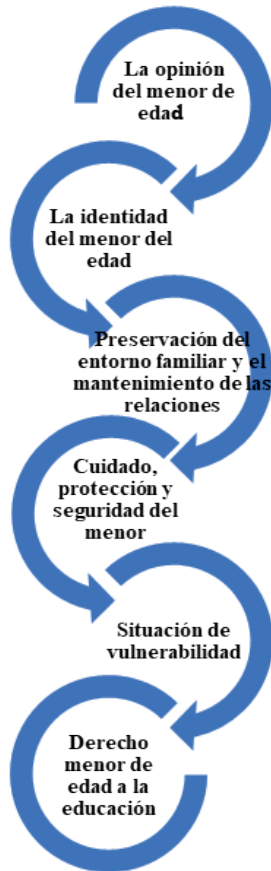 La opinión
del menor de
edad
La identidad
del menor del
edad
Preservación del
entorno familiar y el
mantenimiento de las
relaciones
Cuidado,
protección y
seguridad del
menor
Situación de
vulnerabilidad
Derecho
menor de
edad a la
educación